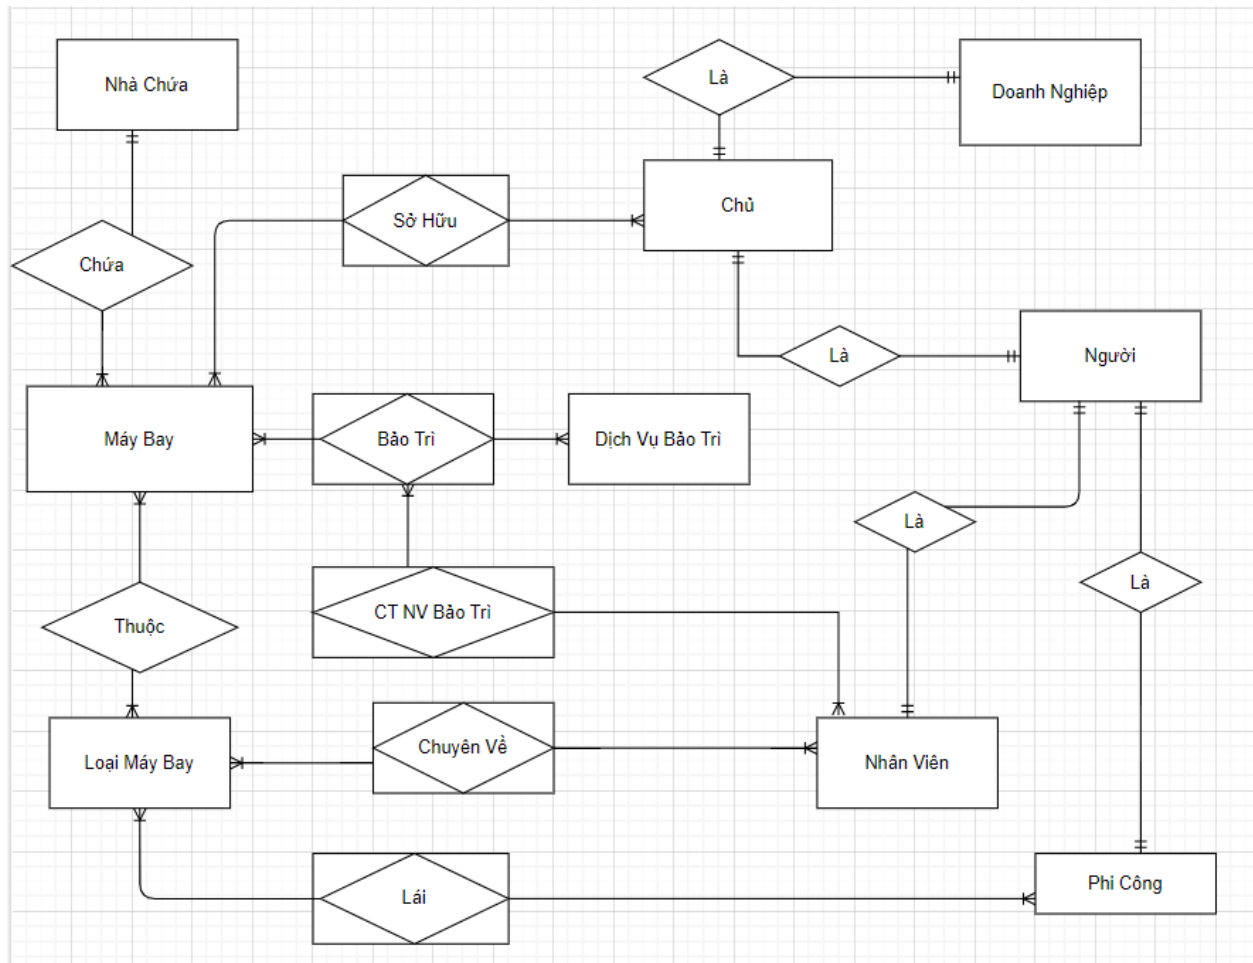 Nhà Chứa
Là
Doanh Nghiệp
Sở Hữu
Chủ
Chứa
Là
Người
Máy Bay
Bảo Trì
Dịch Vụ Bảo Trì
Là
Là
CT NV Bảo Trì
Thuộc
Chuyên Về
Loại Máy Bay
Nhân Viên
Lái
Phi Công